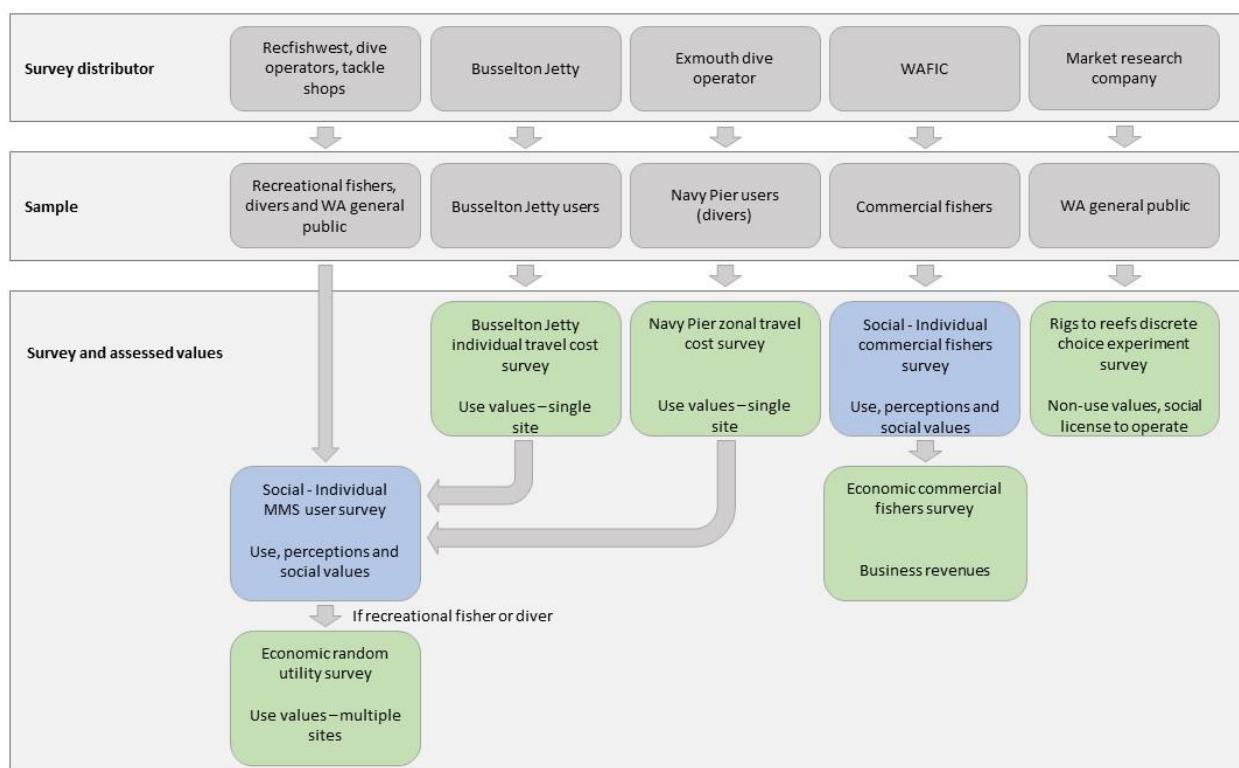 Survey distributor
Recfishwest, dive
operators, tackle
shops
Busselton Jetty
Exmouth dive
operator
WAFIC
Market research
company
Sample
Recreational fishers,
divers and WA general
public
Busselton Jetty users
Navy Pier users
(divers)
Commercial fishers
WA general public
Survey and assessed values
Busselton Jetty
individual travel cost
survey
Use values – single
site
Navy Pier zonal travel
cost survey
Use values – single
site
Social - Individual
commercial fishers
survey
Use, perceptions and
social values
Rigs to reefs discrete
choice experiment
survey
Non-use values, social
license to operate
Social - Individual
MMS user survey
Use, perceptions and
social values
Economic commercial
fishers survey
Business revenues
If recreational fisher or diver
Economic random
utility survey
Use values – multiple
sites